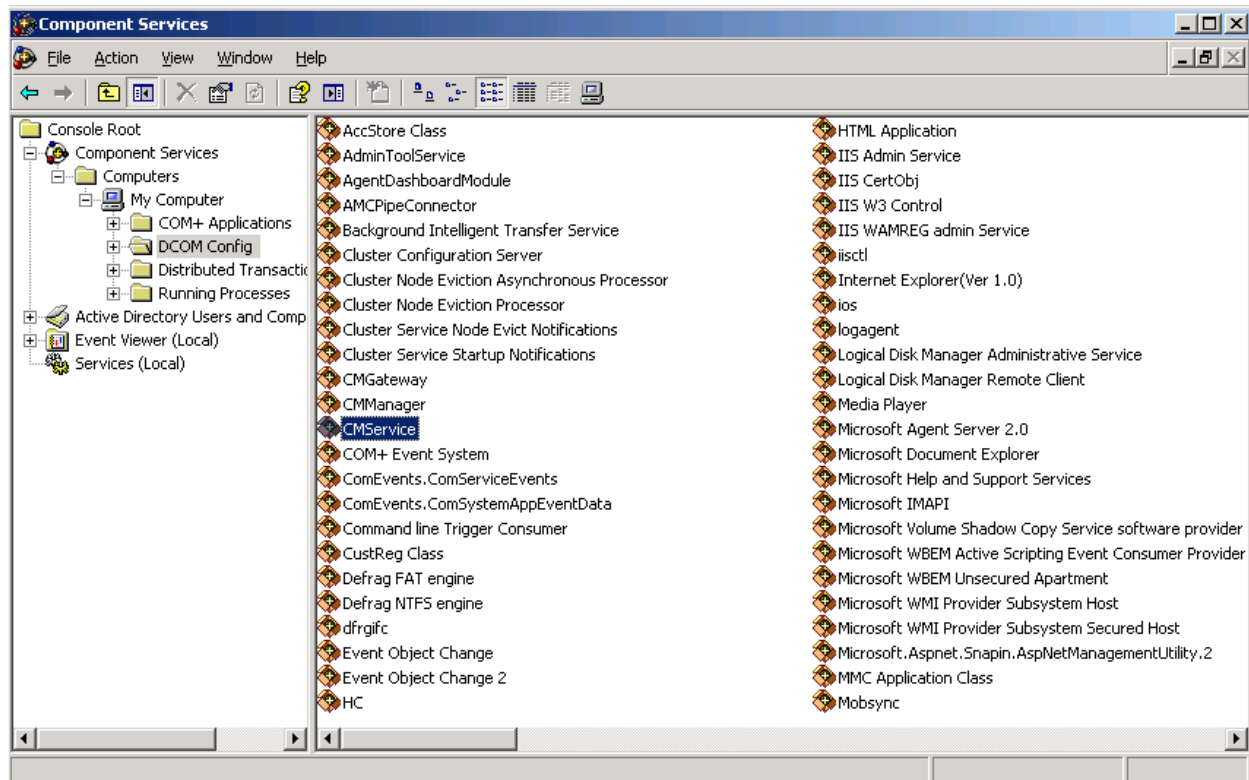 Component Services
File Action View Window Help
Console Root
Component Services
Computers
My Computer
COM+ Applications
DCOM Config
Distributed Transactic
Running Processes
Active Directory Users and Comp
Event Viewer (Local)
Services (Local)
AccStore Class
AdminToolService
AgentDashboardModule
AMCPipeConnector
Background Intelligent Transfer Service
Cluster Configuration Server
Cluster Node Eviction Asynchronous Processor
Cluster Node Eviction Processor
Cluster Service Node Evict Notifications
Cluster Service Startup Notifications
CMGateway
CMManager
CMService
COM+ Event System
ComEvents.ComServiceEvents
ComEvents.ComSystemAppEventData
Command line Trigger Consumer
CustReg Class
Defrag FAT engine
Defrag NTFS engine
dfrgifc
Event Object Change
Event Object Change 2
HC
HTML Application
IIS Admin Service
IIS CertObj
IIS W3 Control
IIS WAMREG admin Service
iisctl
Internet Explorer(Ver 1.0)
ios
logagent
Logical Disk Manager Administrative Service
Logical Disk Manager Remote Client
Media Player
Microsoft Agent Server 2.0
Microsoft Document Explorer
Microsoft Help and Support Services
Microsoft IMAPI
Microsoft Volume Shadow Copy Service software provider
Microsoft WBEM Active Scripting Event Consumer Provider
Microsoft WBEM Unsecured Apartment
Microsoft WMI Provider Subsystem Host
Microsoft WMI Provider Subsystem Secured Host
Microsoft.Aspnet.Snapin.AspNetManagementUtility.2
MMC Application Class
Mobsync